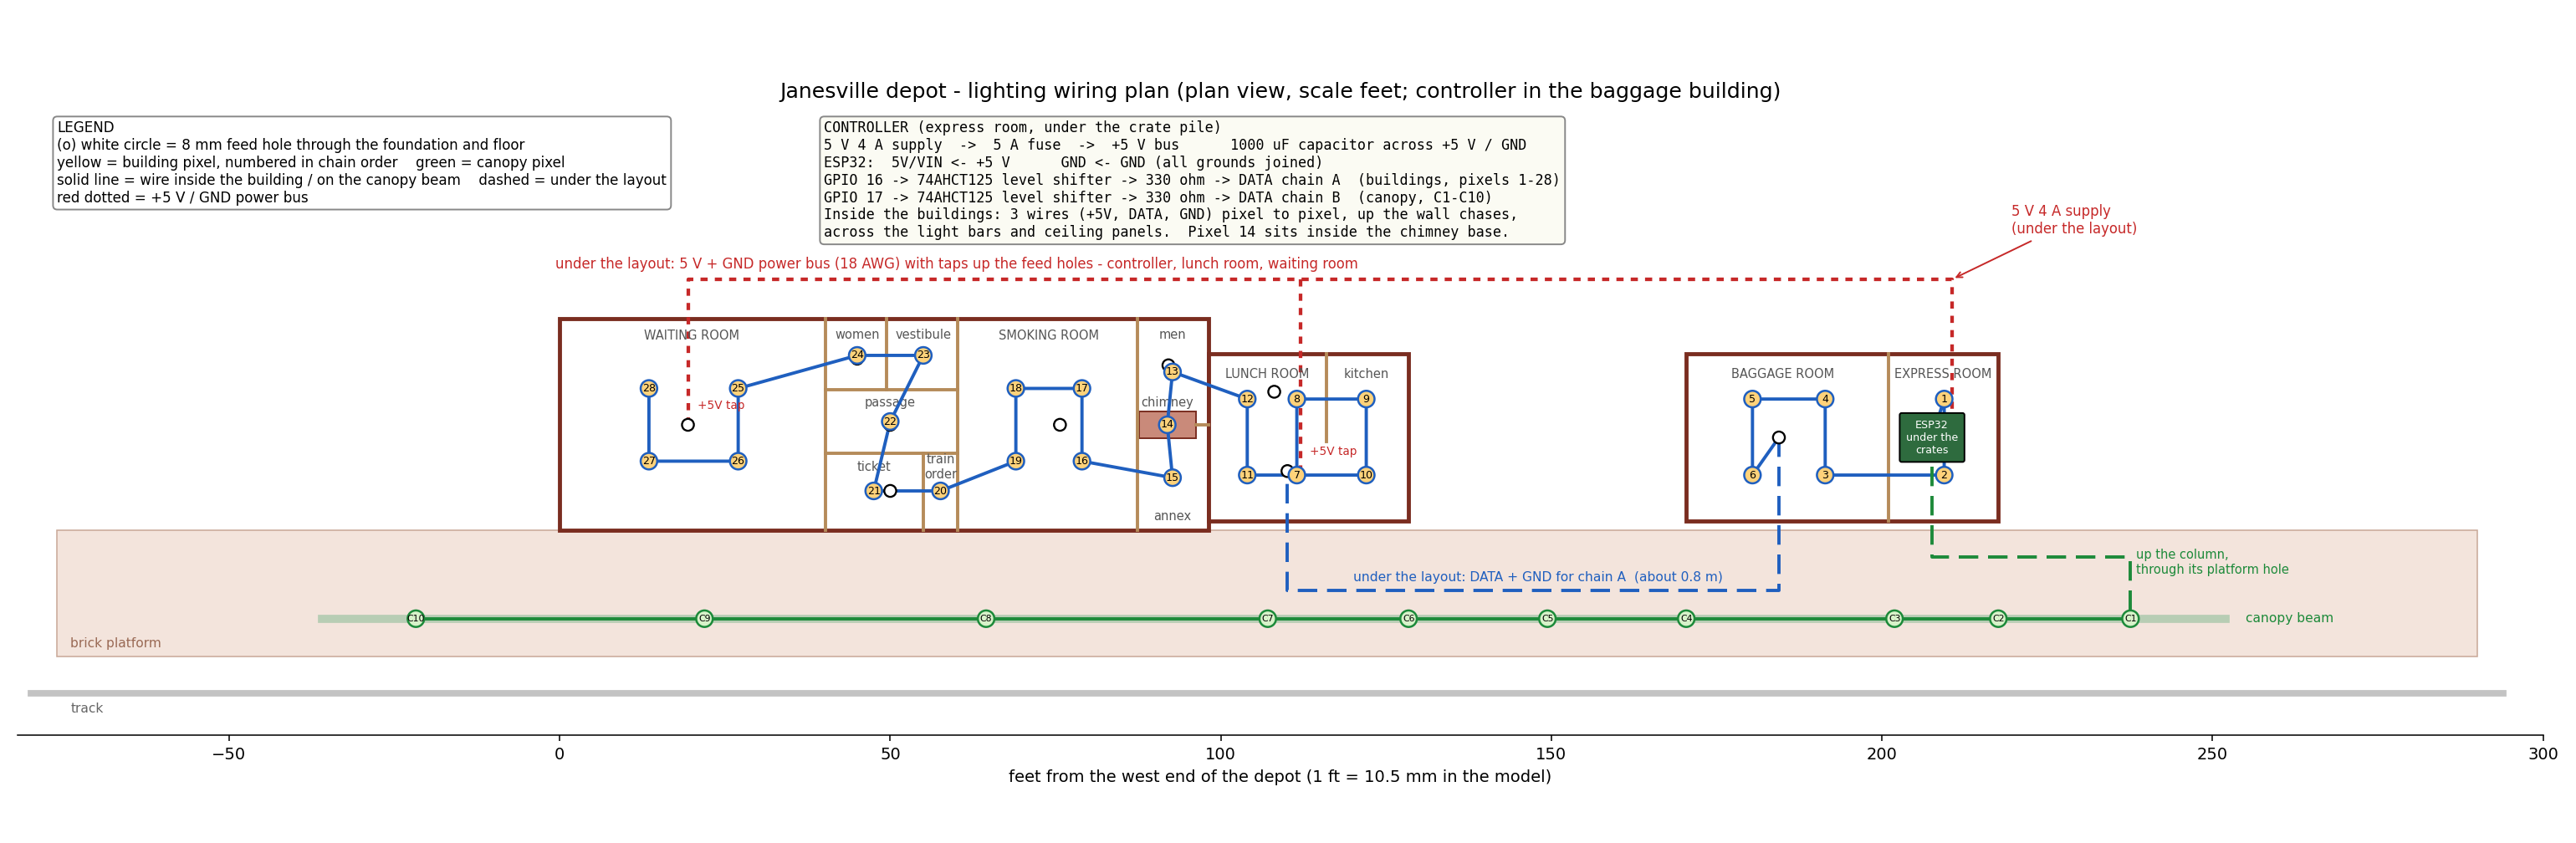 Janesville depot - lighting wiring plan (plan view, scale feet; controller in the baggage building)
LEGEND
(o) white circle = 8 mm feed hole through the foundation and floor
yellow = building pixel, numbered in chain order    green = canopy pixel
solid line = wire inside the building / on the canopy beam    dashed = under the layout
red dotted = +5 V / GND power bus
CONTROLLER (express room, under the crate pile)
5 V 4 A supply  ->  5 A fuse  ->  +5 V bus      1000 uF capacitor across +5 V / GND
ESP32:  5V/VIN <- +5 V      GND <- GND (all grounds joined)
GPIO 16 -> 74AHCT125 level shifter -> 330 ohm -> DATA chain A  (buildings, pixels 1-28)
GPIO 17 -> 74AHCT125 level shifter -> 330 ohm -> DATA chain B  (canopy, C1-C10)
Inside the buildings: 3 wires (+5V, DATA, GND) pixel to pixel, up the wall chases,
across the light bars and ceiling panels.  Pixel 14 sits inside the chimney base.
5 V 4 A supply
(under the layout)
under the layout: 5 V + GND power bus (18 AWG) with taps up the feed holes - controller, lunch room, waiting room
WAITING ROOM
women
vestibule
SMOKING ROOM
men
24
23
13
LUNCH ROOM
kitchen
BAGGAGE ROOM
EXPRESS ROOM
28
25
18
17
12
8
9
5
4
1
+5V tap
passage
chimney
22
14
ESP32
under the
crates
+5V tap
27
26
ticket
train
order
19
16
15
11
7
10
6
3
2
21
20
annex
up the column,
through its platform hole
under the layout: DATA + GND for chain A  (about 0.8 m)
C10
C9
C8
C7
C6
C5
C4
C3
C2
C1
canopy beam
brick platform
track
−50
0
50
100
150
200
250
300
feet from the west end of the depot (1 ft = 10.5 mm in the model)